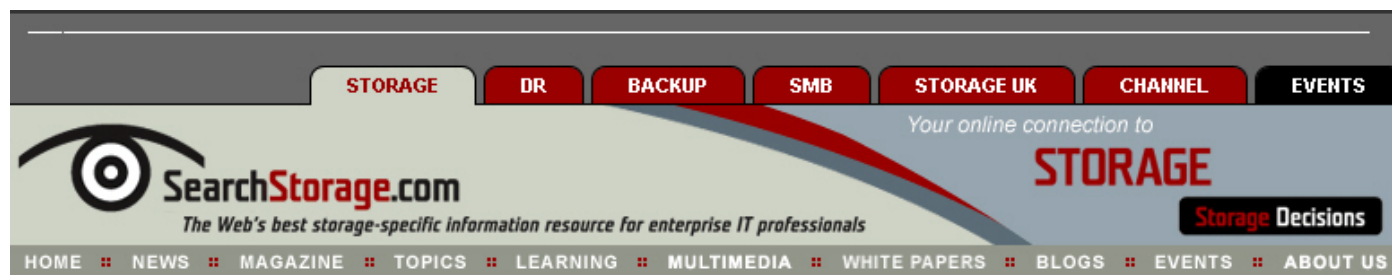 STORAGE DR BACKUP SMB STORAGE UK CHANNEL EVENTS
Your online connection to
STORAGE
SearchStorage.com
The Web's best storage-specific information resource for enterprise IT professionals
Storage Decisions
HOME :: NEWS :: MAGAZINE :: TOPICS :: LEARNING :: MULTIMEDIA :: WHITE PAPERS :: BLOGS :: EVENTS :: ABOUT US